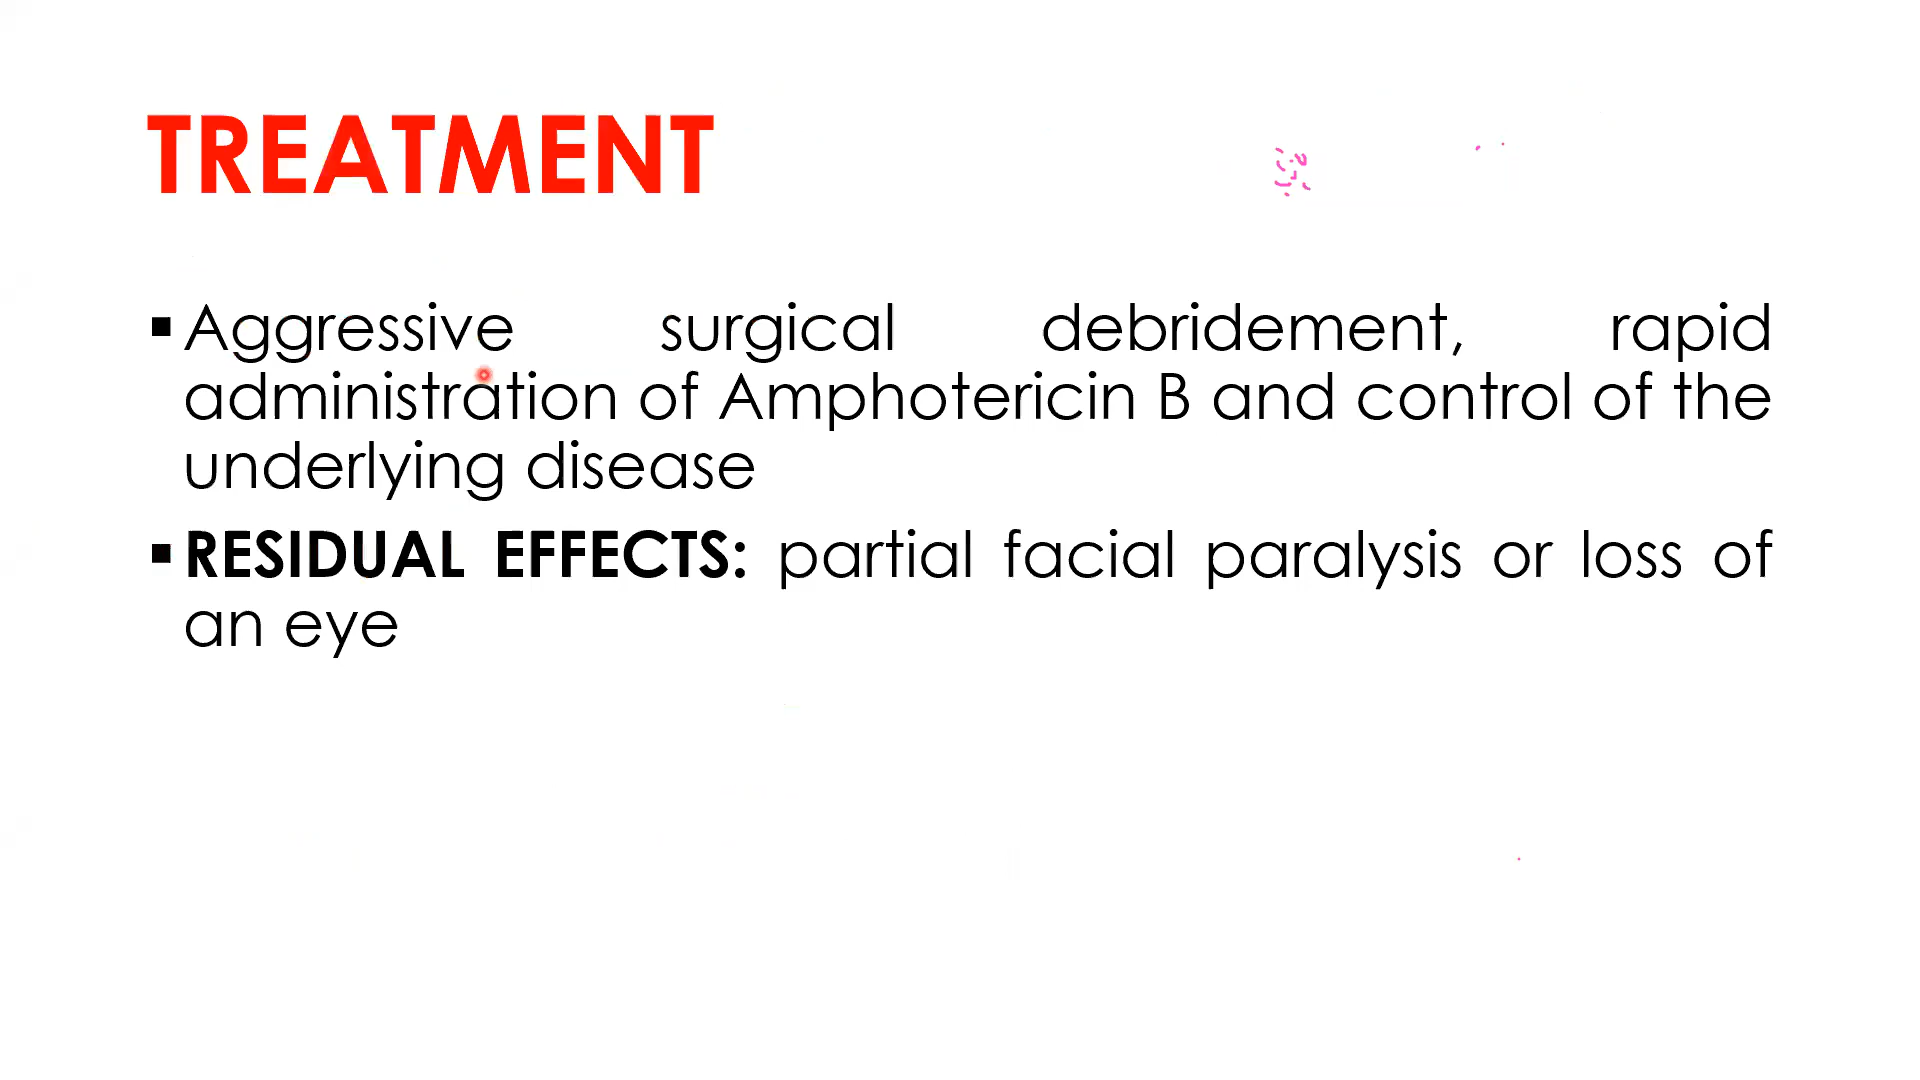 TREATMENT
▪Aggressive surgical debridement, rapid
administration of Amphotericin B and control of the
underlying disease
▪RESIDUAL EFFECTS: partial facial paralysis or loss of
an eye